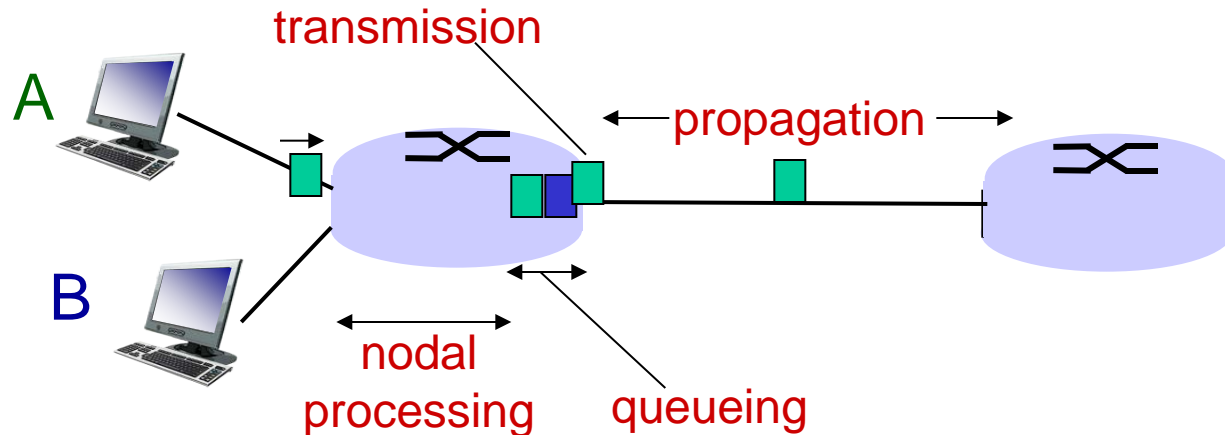 transmission
A
propagation
B
nodal
processing
queueing